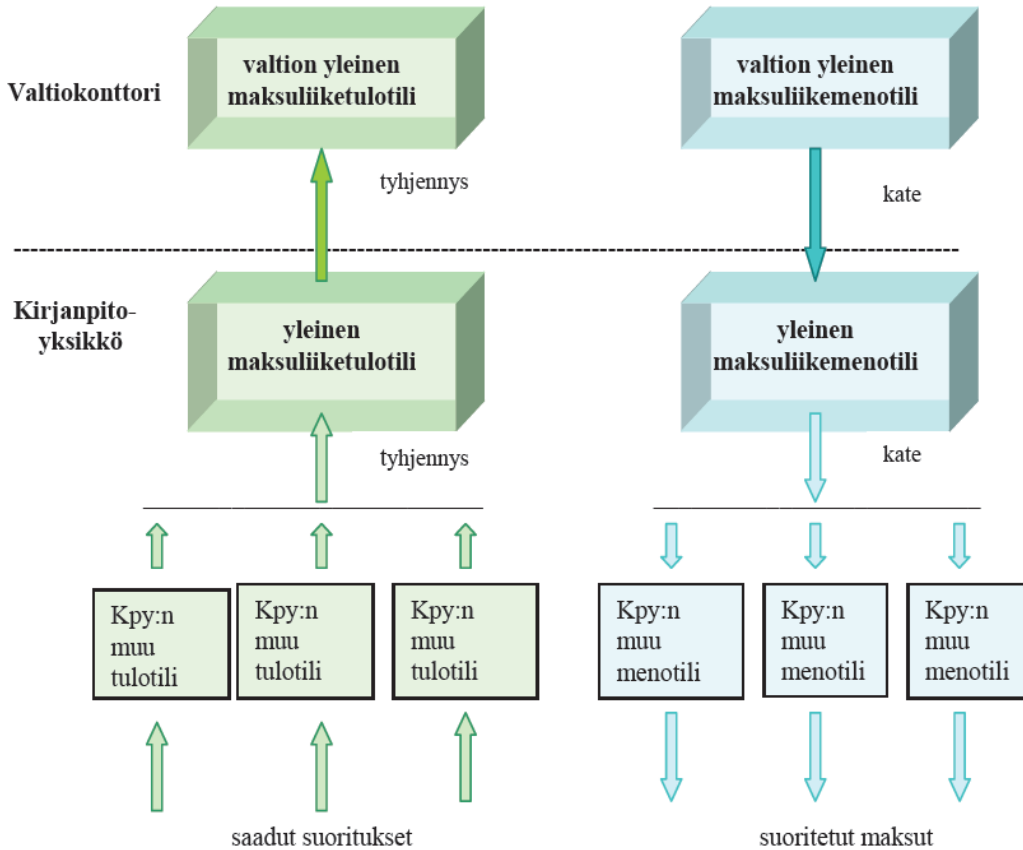 Valtiokonttori
valtion yleinen
maksuliiketulotili
valtion yleinen
maksuliikemenotili
tyhjennys
kate
Kirjanpito-
yksikkö
yleinen
maksuliiketulotili
yleinen
maksuliikemenotili
tyhjennys
kate
Kpy:n
muu
tulotili
Kpy:n
muu
tulotili
Kpy:n
muu
tulotili
Kpy:n
muu
menotili
Kpy:n
muu
menotili
Kpy:n
muu
menotili
saadut suoritukset
suoritetut maksut